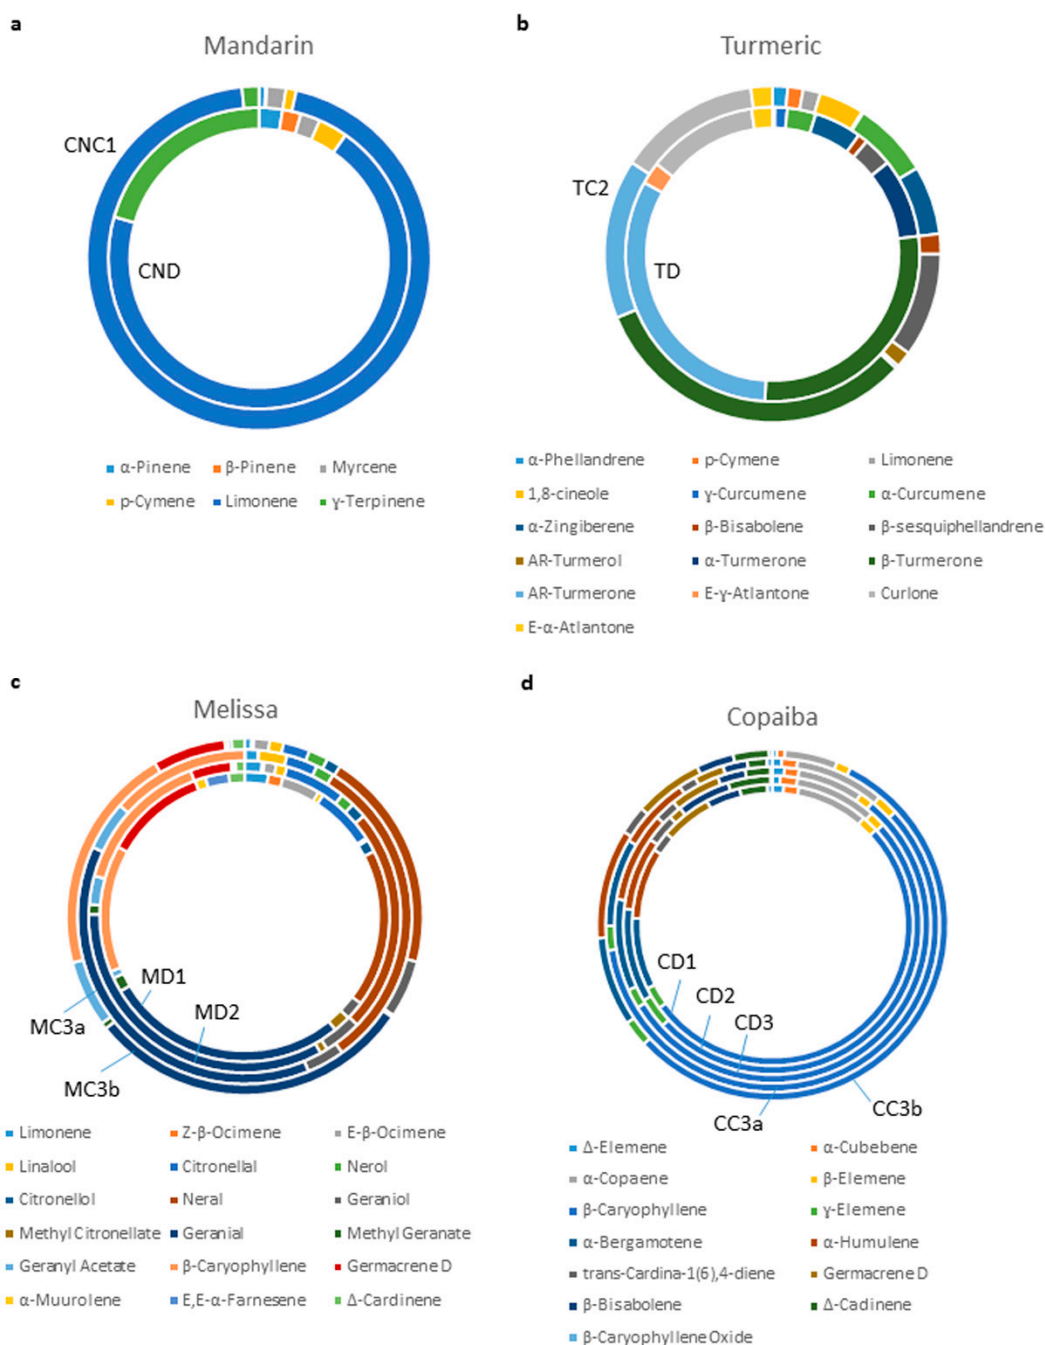 a
Mandarin
CNC1
CND
α-Pinene β-Pinene Myrcene
p-Cymene Limonene γ-Terpinene
b
Turmeric
TC2
TD
α-Phellandrene p-Cymene Limonene
1,8-cineole γ-Curcumene α-Curcumene
α-Zingiberene β-Bisabolene β-sesquiphellandrene
AR-Turmerol α-Turmerone β-Turmerone
AR-Turmerone E-γ-Atlantone Curlone
E-α-Atlantone
c
Melissa
MD1
MD2
MC3a
MC3b
Limonene Z-β-Ocimene E-β-Ocimene
Linalool Citronellal Nerol
Citronellol Neral Geraniol
Methyl Citronellate Geranial Methyl Geranate
Geranyl Acetate β-Caryophyllene Germacrene D
α-Muurolene E,E-α-Farnesene Δ-Cardinene
d
Copaiba
CD1
CD2
CD3
CC3b
CC3a
Δ-Elemene α-Cubebene
α-Copaene β-Elemene
β-Caryophyllene γ-Elemene
α-Bergamotene α-Humulene
trans-Cardina-1(6),4-diene Germacrene D
β-Bisabolene Δ-Cadinene
β-Caryophyllene Oxide